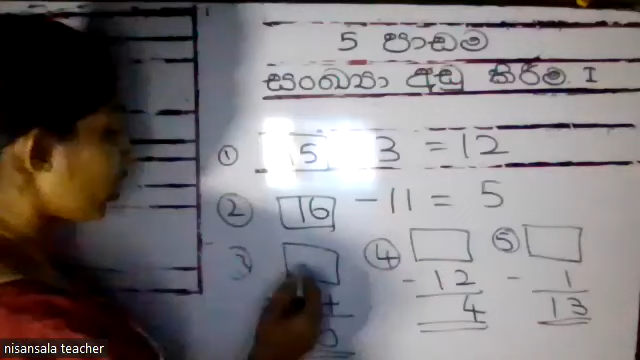 5 පාඩම
සංඛ්‍යා අඩු කිරීම I
① 15 3 = 12
② 16 - 11 = 5
③ ④ ⑤
- 12 - 1
4 13
nisansala teacher